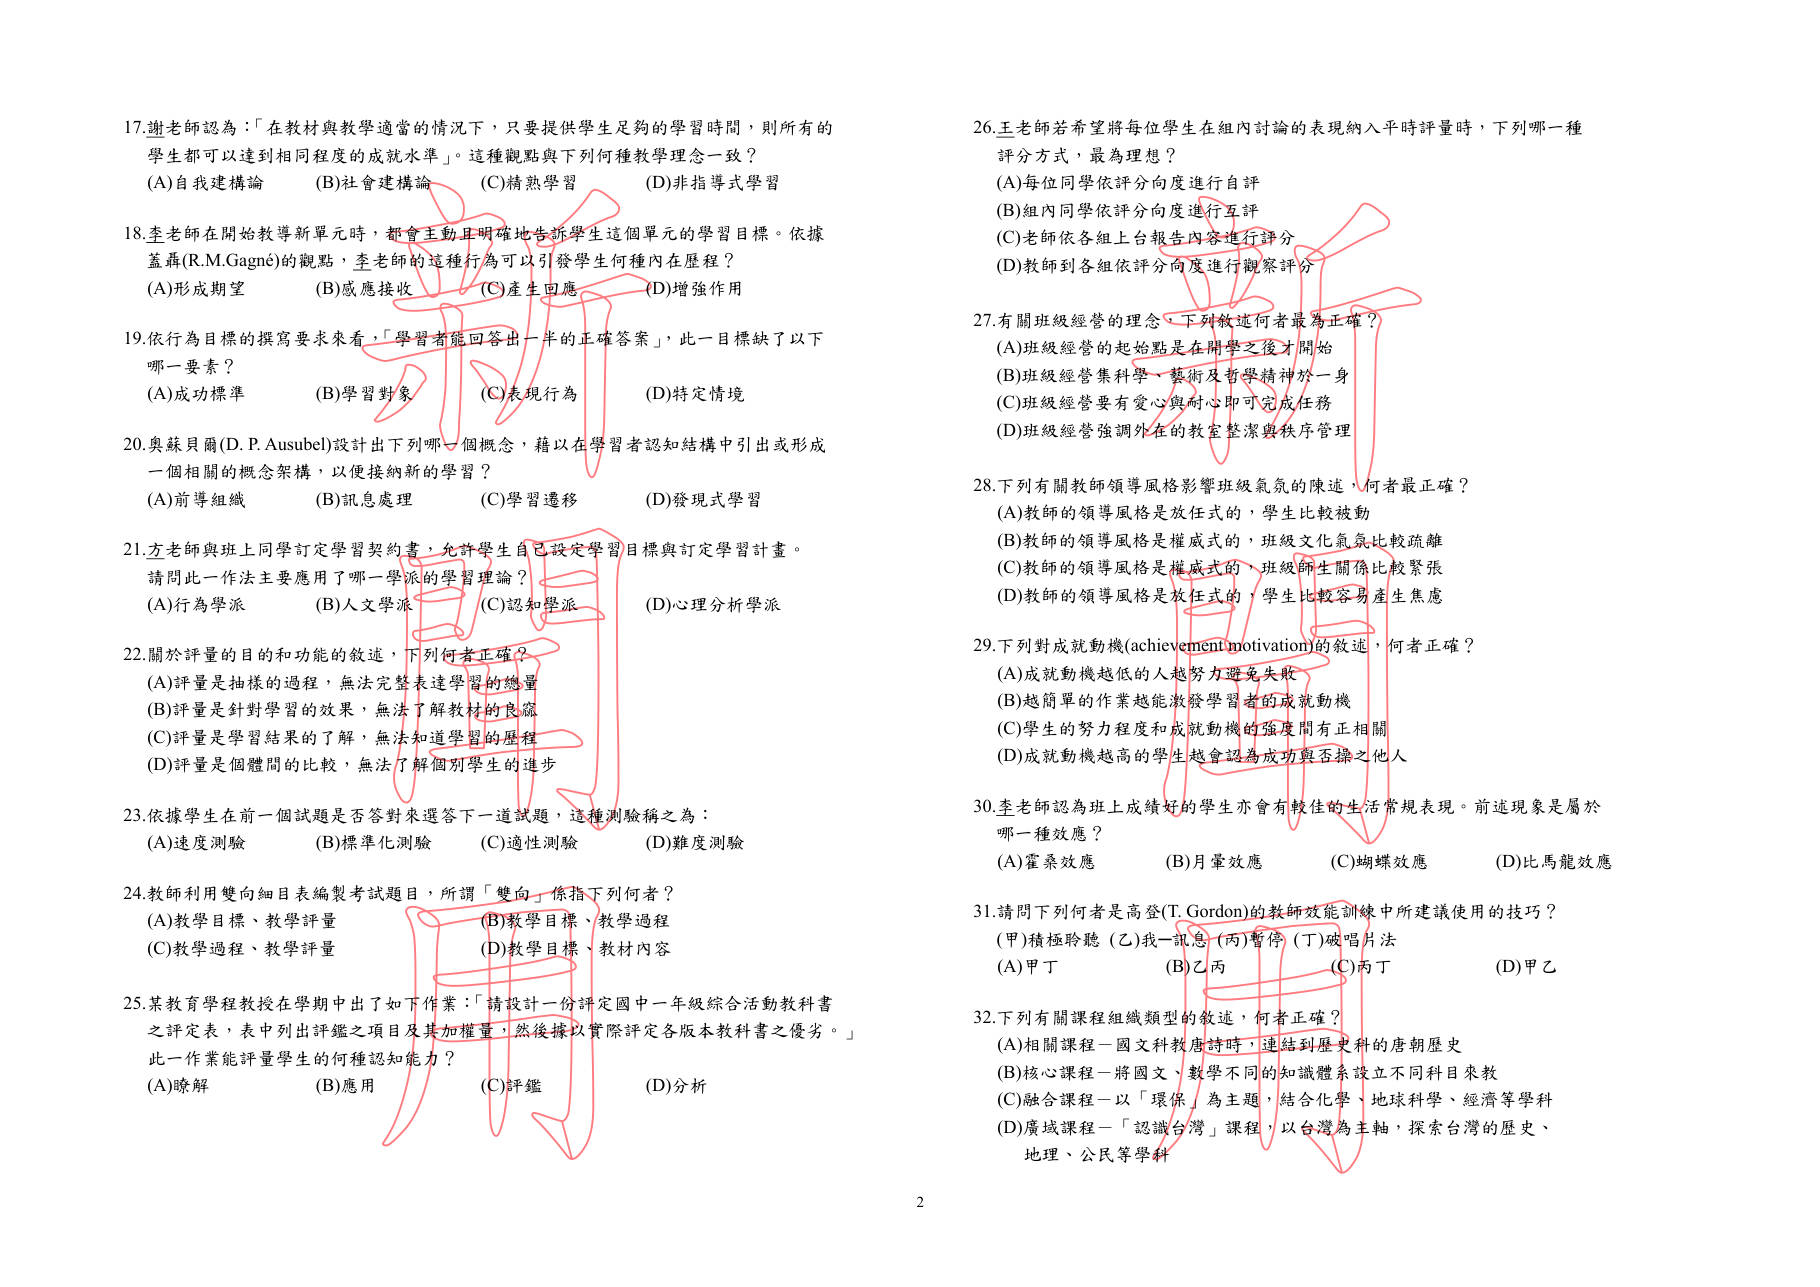 17.謝老師認為：「在教材與教學適當的情況下，只要提供學生足夠的學習時間，則所有的
學生都可以達到相同程度的成就水準」。這種觀點與下列何種教學理念一致？
(A)自我建構論 (B)社會建構論 (C)精熟學習 (D)非指導式學習
18.李老師在開始教導新單元時，都會主動且明確地告訴學生這個單元的學習目標。依據
蓋聶(R.M.Gagné)的觀點，李老師的這種行為可以引發學生何種內在歷程？
(A)形成期望 (B)感應接收 (C)產生回應 (D)增強作用
19.依行為目標的撰寫要求來看，「學習者能回答出一半的正確答案」，此一目標缺了以下
哪一要素？
(A)成功標準 (B)學習對象 (C)表現行為 (D)特定情境
20.奧蘇貝爾(D. P. Ausubel)設計出下列哪一個概念，藉以在學習者認知結構中引出或形成
一個相關的概念架構，以便接納新的學習？
(A)前導組織 (B)訊息處理 (C)學習遷移 (D)發現式學習
21.方老師與班上同學訂定學習契約書，允許學生自己設定學習目標與訂定學習計畫。
請問此一作法主要應用了哪一學派的學習理論？
(A)行為學派 (B)人文學派 (C)認知學派 (D)心理分析學派
22.關於評量的目的和功能的敘述，下列何者正確？
(A)評量是抽樣的過程，無法完整表達學習的總量
(B)評量是針對學習的效果，無法了解教材的良窳
(C)評量是學習結果的了解，無法知道學習的歷程
(D)評量是個體間的比較，無法了解個別學生的進步
23.依據學生在前一個試題是否答對來選答下一道試題，這種測驗稱之為：
(A)速度測驗 (B)標準化測驗 (C)適性測驗 (D)難度測驗
24.教師利用雙向細目表編製考試題目，所謂「雙向」係指下列何者？
(A)教學目標、教學評量 (B)教學目標、教學過程
(C)教學過程、教學評量 (D)教學目標、教材內容
25.某教育學程教授在學期中出了如下作業：「請設計一份評定國中一年級綜合活動教科書
之評定表，表中列出評鑑之項目及其加權量，然後據以實際評定各版本教科書之優劣。」
此一作業能評量學生的何種認知能力？
(A)瞭解 (B)應用 (C)評鑑 (D)分析
26.王老師若希望將每位學生在組內討論的表現納入平時評量時，下列哪一種
評分方式，最為理想？
(A)每位同學依評分向度進行自評
(B)組內同學依評分向度進行互評
(C)老師依各組上台報告內容進行評分
(D)教師到各組依評分向度進行觀察評分
27.有關班級經營的理念，下列敘述何者最為正確？
(A)班級經營的起始點是在開學之後才開始
(B)班級經營集科學、藝術及哲學精神於一身
(C)班級經營要有愛心與耐心即可完成任務
(D)班級經營強調外在的教室整潔與秩序管理
28.下列有關教師領導風格影響班級氣氛的陳述，何者最正確？
(A)教師的領導風格是放任式的，學生比較被動
(B)教師的領導風格是權威式的，班級文化氣氛比較疏離
(C)教師的領導風格是權威式的，班級師生關係比較緊張
(D)教師的領導風格是放任式的，學生比較容易產生焦慮
29.下列對成就動機(achievement motivation)的敘述，何者正確？
(A)成就動機越低的人越努力避免失敗
(B)越簡單的作業越能激發學習者的成就動機
(C)學生的努力程度和成就動機的強度間有正相關
(D)成就動機越高的學生越會認為成功與否操之他人
30.李老師認為班上成績好的學生亦會有較佳的生活常規表現。前述現象是屬於
哪一種效應？
(A)霍桑效應 (B)月暈效應 (C)蝴蝶效應 (D)比馬龍效應
31.請問下列何者是高登(T. Gordon)的教師效能訓練中所建議使用的技巧？
(甲)積極聆聽 (乙)我─訊息 (丙)暫停 (丁)破唱片法
(A)甲丁 (B)乙丙 (C)丙丁 (D)甲乙
32.下列有關課程組織類型的敘述，何者正確？
(A)相關課程－國文科教唐詩時，連結到歷史科的唐朝歷史
(B)核心課程－將國文、數學不同的知識體系設立不同科目來教
(C)融合課程－以「環保」為主題，結合化學、地球科學、經濟等學科
(D)廣域課程－「認識台灣」課程，以台灣為主軸，探索台灣的歷史、
地理、公民等學科
新聞用
新聞用
2